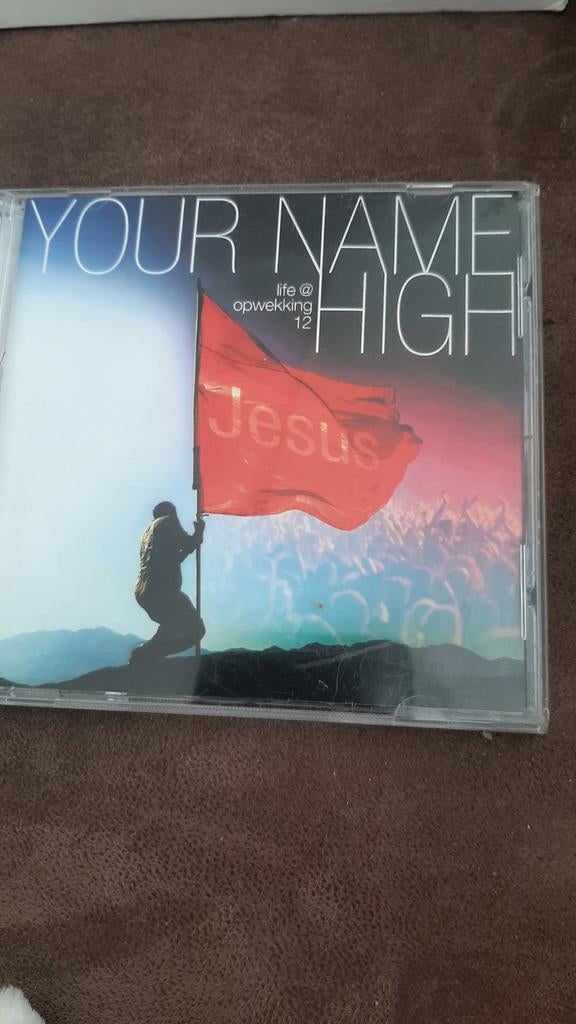 YOUR NAME
HIGH
life @
opwekking
12
Jesus